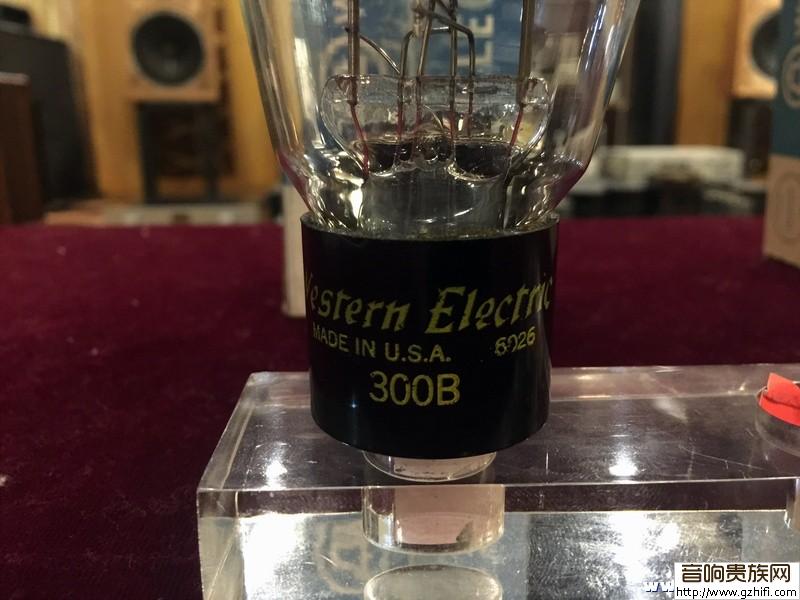 Western Electric
MADE IN U.S.A. 6026
300B
音响贵族网
http://www.gzhifi.com